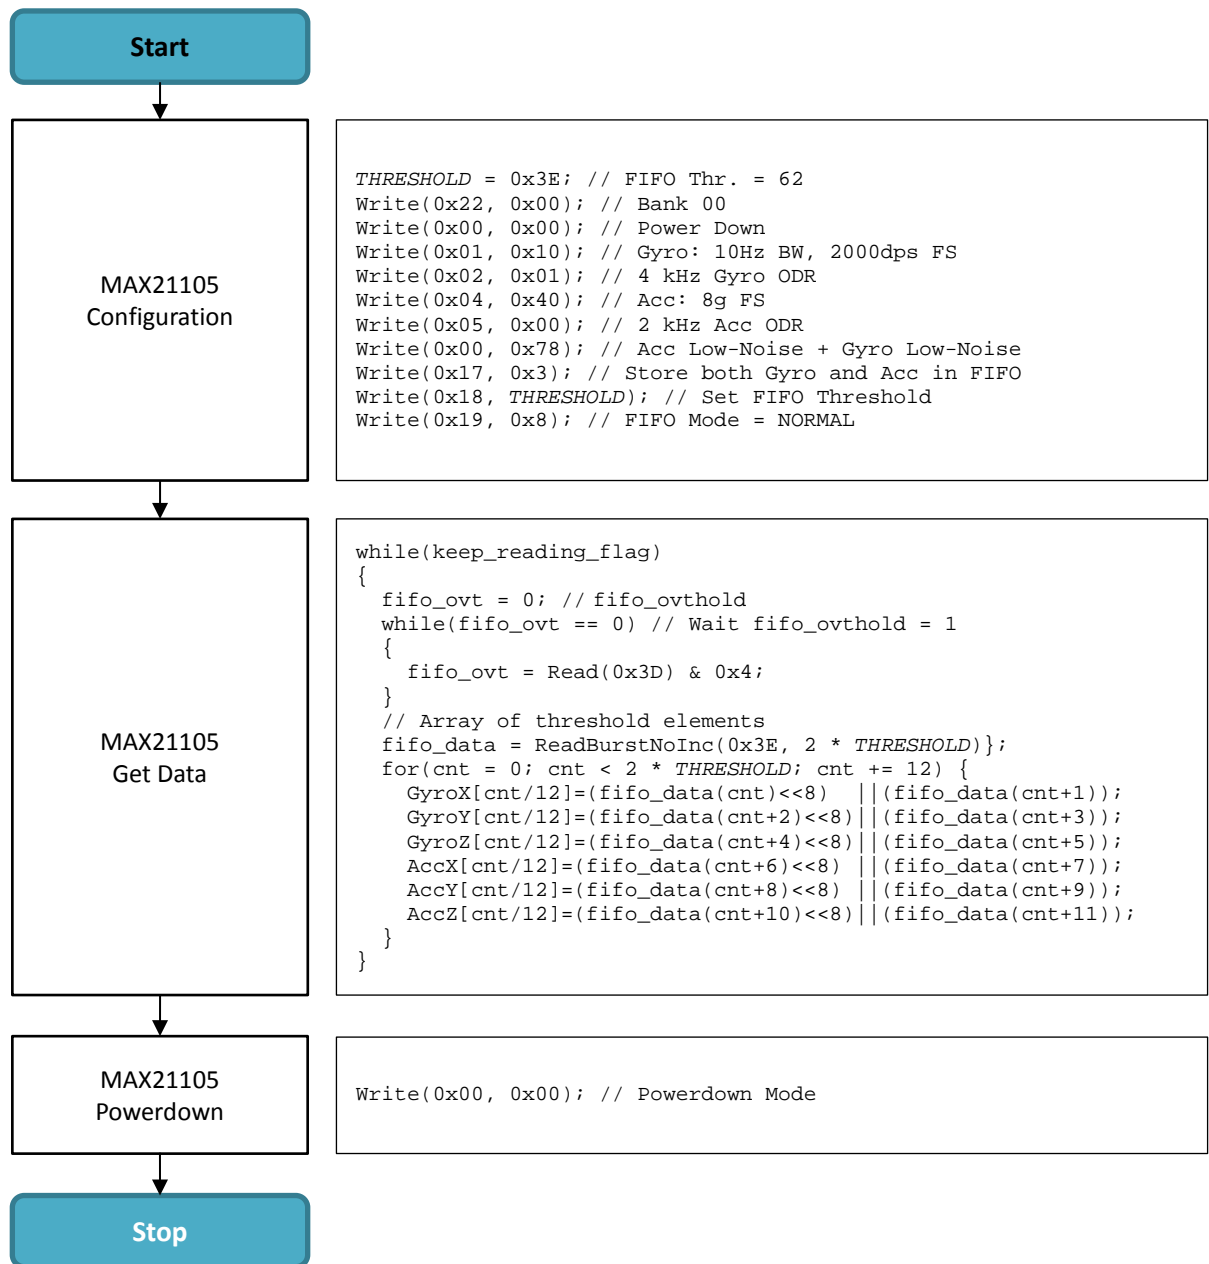 Start
MAX21105
Configuration
THRESHOLD = 0x3E; // FIFO Thr. = 62
Write(0x22, 0x00); // Bank 00
Write(0x00, 0x00); // Power Down
Write(0x01, 0x10); // Gyro: 10Hz BW, 2000dps FS
Write(0x02, 0x01); // 4 kHz Gyro ODR
Write(0x04, 0x40); // Acc: 8g FS
Write(0x05, 0x00); // 2 kHz Acc ODR
Write(0x00, 0x78); // Acc Low-Noise + Gyro Low-Noise
Write(0x17, 0x3); // Store both Gyro and Acc in FIFO
Write(0x18, THRESHOLD); // Set FIFO Threshold
Write(0x19, 0x8); // FIFO Mode = NORMAL
MAX21105
Get Data
while(keep_reading_flag)
{
  fifo_ovt = 0; // fifo_ovthold
  while(fifo_ovt == 0) // Wait fifo_ovthold = 1
  {
    fifo_ovt = Read(0x3D) & 0x4;
  }
  // Array of threshold elements
  fifo_data = ReadBurstNoInc(0x3E, 2 * THRESHOLD)};
  for(cnt = 0; cnt < 2 * THRESHOLD; cnt += 12) {
    GyroX[cnt/12]=(fifo_data(cnt)<<8)  ||(fifo_data(cnt+1));
    GyroY[cnt/12]=(fifo_data(cnt+2)<<8)||(fifo_data(cnt+3));
    GyroZ[cnt/12]=(fifo_data(cnt+4)<<8)||(fifo_data(cnt+5));
    AccX[cnt/12]=(fifo_data(cnt+6)<<8) ||(fifo_data(cnt+7));
    AccY[cnt/12]=(fifo_data(cnt+8)<<8) ||(fifo_data(cnt+9));
    AccZ[cnt/12]=(fifo_data(cnt+10)<<8)||(fifo_data(cnt+11));
  }
}
MAX21105
Powerdown
Write(0x00, 0x00); // Powerdown Mode
Stop